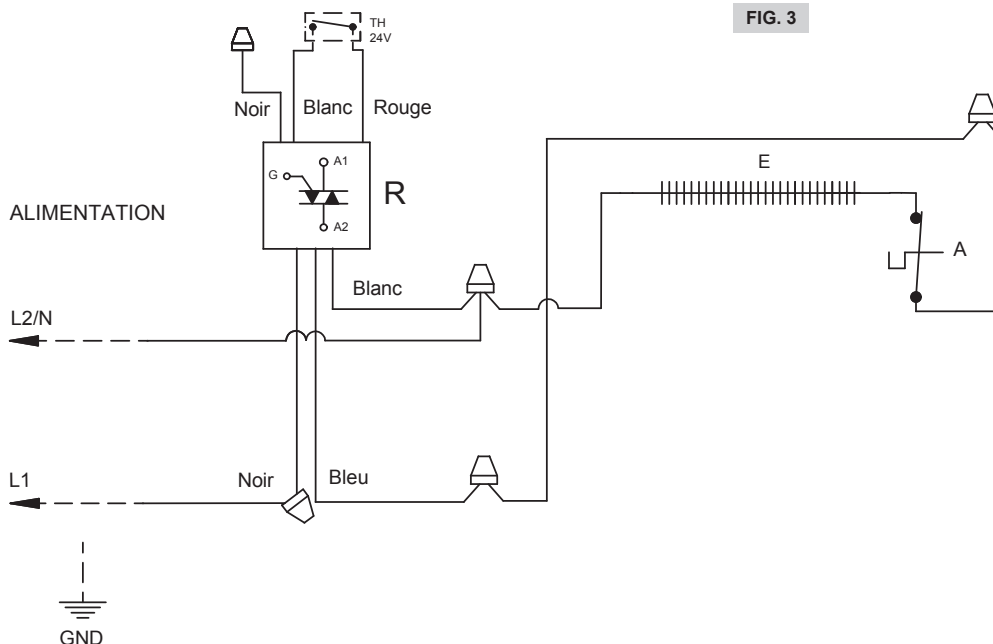 FIG. 3
TH
24V
Noir Blanc Rouge
E
A1
G
R
A2
ALIMENTATION
A
Blanc
L2/N
L1
Noir Bleu
GND